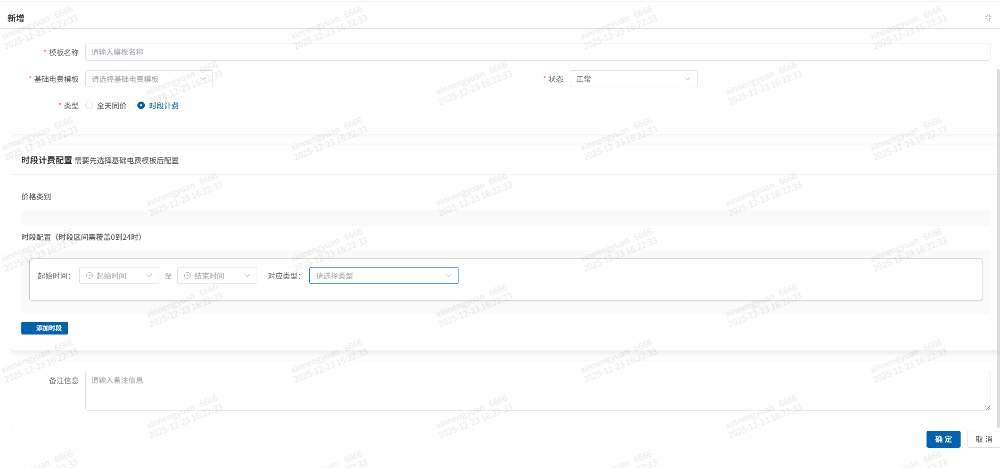 新增
* 模板名称 请输入模板名称
* 基础电费模板 请选择基础电费模板 * 状态 正常
* 类型 全天同价 时段计费
时段计费配置 需要先选择基础电费模板后配置
价格类别
时段配置（时段区间需覆盖0到24时）
起始时间： 起始时间 至 结束时间 对应类型： 请选择类型
添加时段
备注信息 请输入备注信息
确 定 取 消
xinnengyuan 6666
2025-12-23 16:22:33